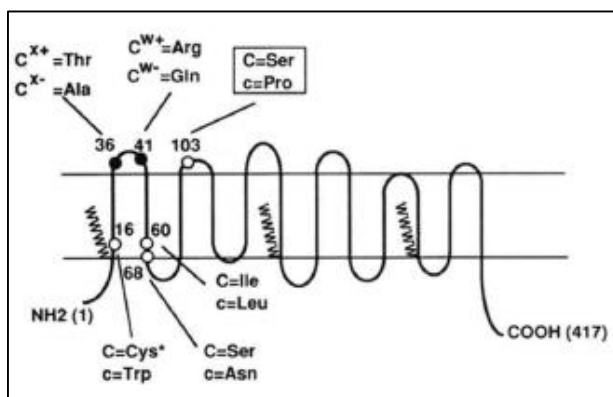 C^X+ =Thr
C^X- =Ala
C^W+ =Arg
C^W- =Gln
C=Ser
c=Pro
36
41
103
16
60
68
C=Ile
c=Leu
NH2 (1)
COOH (417)
C=Cys*
c=Trp
C=Ser
c=Asn